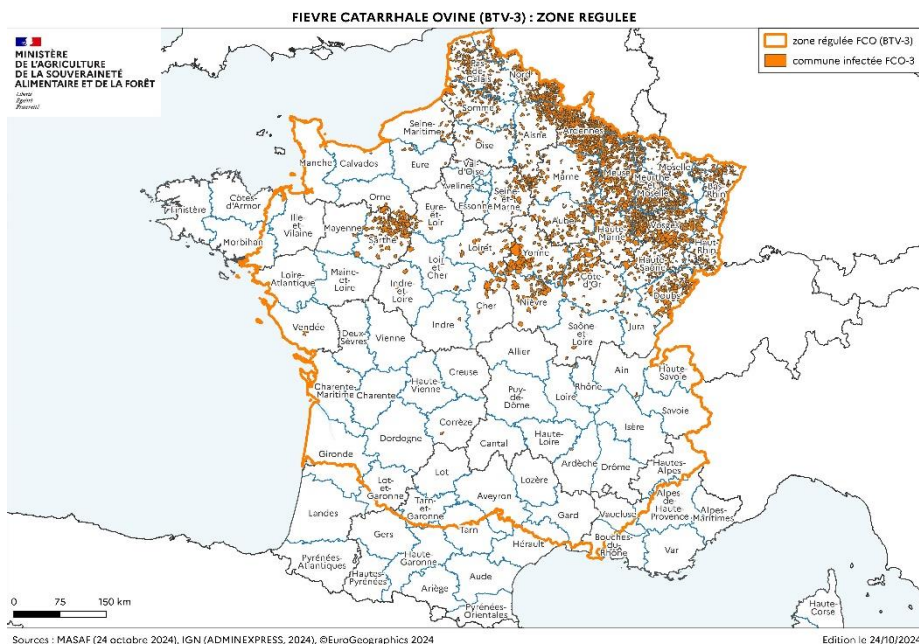 FIEVRE CATARRHALE OVINE (BTV-3) : ZONE REGULEE
MINISTÈRE
DE L'AGRICULTURE
DE LA SOUVERAINETÉ
ALIMENTAIRE ET DE LA FORÊT
Liberté
Égalité
Fraternité
zone régulée FCO (BTV-3)
commune infectée FCO-3
Pas-
de-
Calais
Nord
Somme
Seine-
Maritime
Oise
Aisne
Ardennes
Manche
Calvados
Eure
Val-
d'Oise
Yvelines
Essonne
Seine-
et-
Marne
Marne
Meuse
Meurthe-
et-
Moselle
Moselle
Bas-
Rhin
Finistère
Côtes-
d'Armor
Morbihan
Ille-
et-
Vilaine
Mayenne
Orne
Sarthe
Eure-
et-
Loir
Loiret
Yonne
Aube
Haute-
Marne
Vosges
Haut-
Rhin
Loire-
Atlantique
Maine-
et-
Loire
Indre-
et-
Loire
Loir-
et-
Cher
Cher
Nièvre
Côte-
d'Or
Haute-
Saône
Doubs
Vendée
Deux-
Sèvres
Vienne
Indre
Allier
Saône-
et-
Loire
Jura
Charente-
Maritime
Charente
Haute-
Vienne
Creuse
Puy-
de-
Dôme
Loire
Rhône
Ain
Haute-
Savoie
Savoie
Isère
Gironde
Dordogne
Corrèze
Cantal
Haute-
Loire
Ardèche
Drôme
Hautes-
Alpes
Lot-
et-
Garonne
Lot
Aveyron
Lozère
Gard
Vaucluse
Alpes-
de-
Haute-
Provence
Alpes-
Maritimes
Landes
Gers
Tarn-
et-
Garonne
Tarn
Hérault
Bouches-
du-
Rhône
Var
Pyrénées-
Atlantiques
Hautes-
Pyrénées
Haute-
Garonne
Ariège
Aude
Pyrénées-
Orientales
Haute-
Corse
0 75 150 km
Sources : MASAF (24 octobre 2024), IGN (ADMINEXPRESS, 2024), ©EuroGeographics 2024
Edition le 24/10/2024